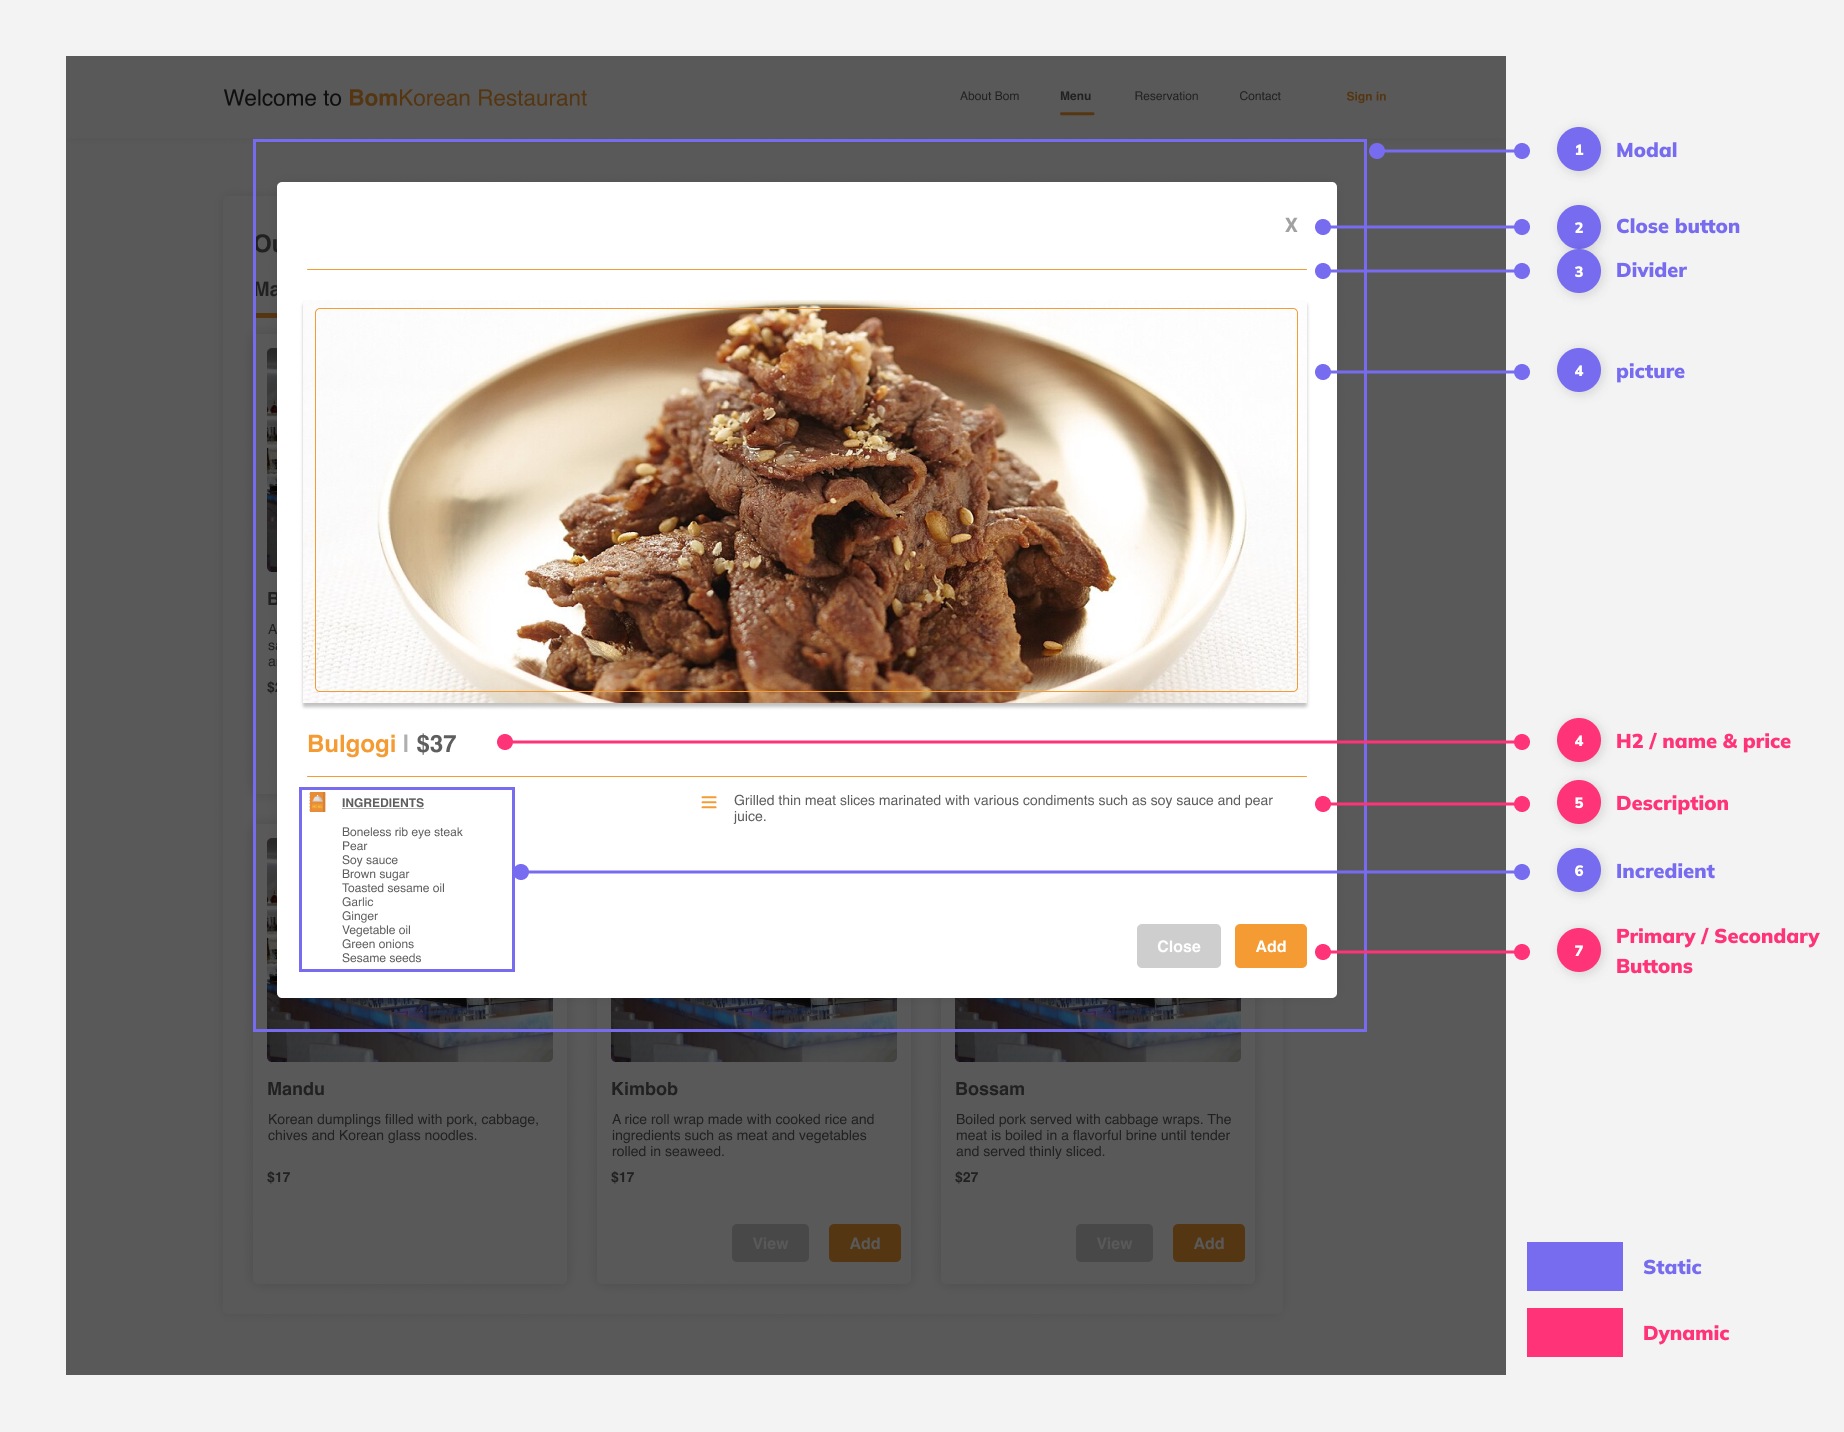 Welcome to BomKorean Restaurant
About Bom
Menu
Reservation
Contact
Sign in
1 Modal
X
2 Close button
3 Divider
4 picture
Bulgogi | $37
4 H2 / name & price
INGREDIENTS
Boneless rib eye steak
Pear
Soy sauce
Brown sugar
Toasted sesame oil
Garlic
Ginger
Vegetable oil
Green onions
Sesame seeds
Grilled thin meat slices marinated with various condiments such as soy sauce and pear
juice.
5 Description
6 Incredient
Close
Add
7 Primary / Secondary
Buttons
Mandu
Korean dumplings filled with pork, cabbage,
chives and Korean glass noodles.
$17
Kimbob
A rice roll wrap made with cooked rice and
ingredients such as meat and vegetables
rolled in seaweed.
$17
View
Add
Bossam
Boiled pork served with cabbage wraps. The
meat is boiled in a flavorful brine until tender
and served thinly sliced.
$27
View
Add
Static
Dynamic